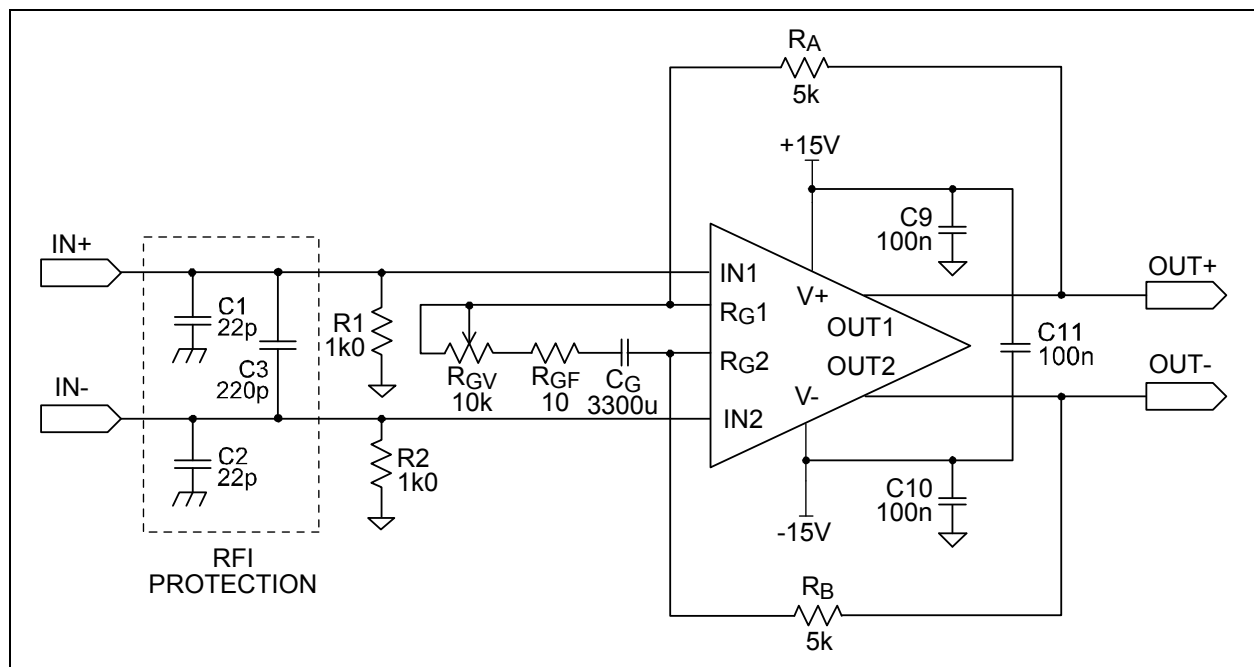 RA
5k
+15V
C9
100n
IN+
IN1
OUT+
C1
22p
R1
1k0
RG1
V+
OUT1
C11
100n
C3
220p
RGV
10k
RGF
10
CG
3300u
RG2
OUT2
IN-
OUT-
V-
IN2
C2
22p
R2
1k0
C10
100n
-15V
RFI
PROTECTION
RB
5k